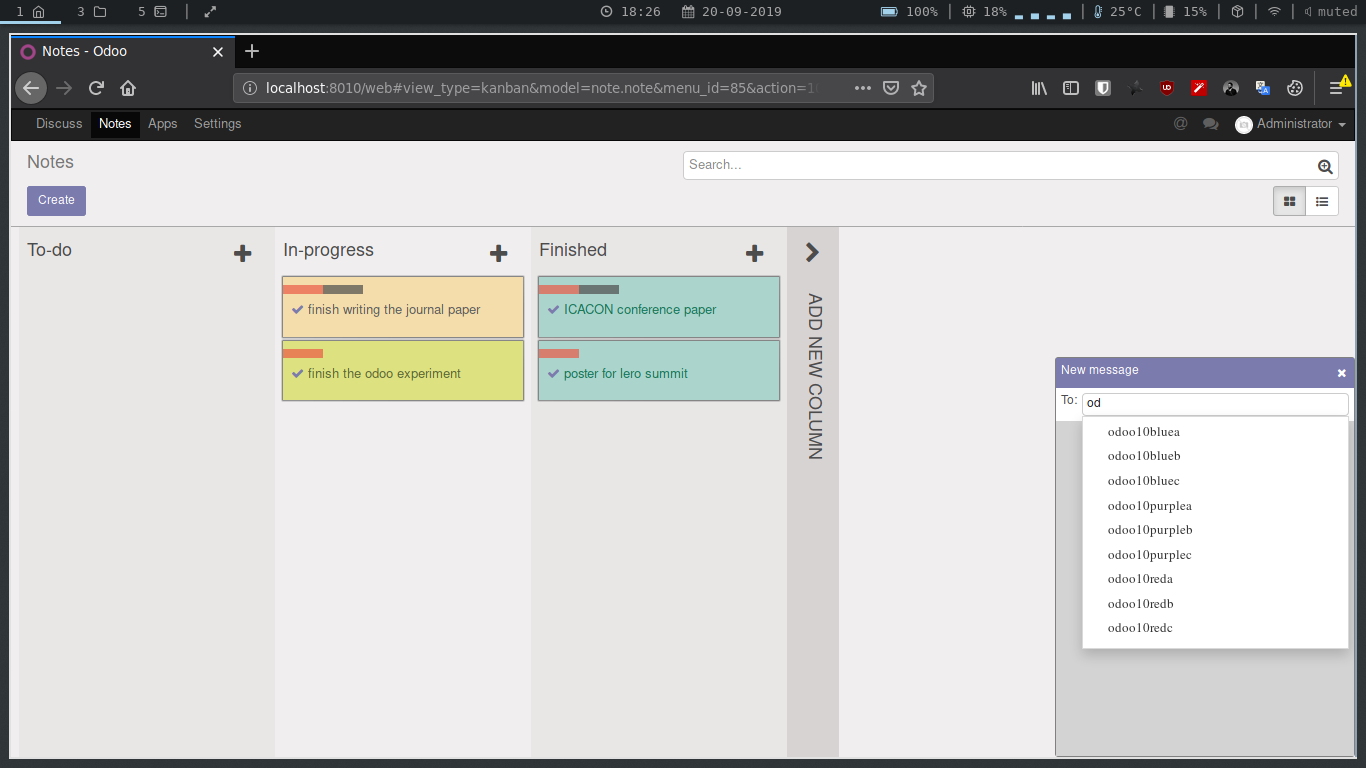 1 3 5 18:26 20-09-2019 100% 18% 25°C 15% muted
Notes - Odoo
localhost:8010/web#view_type=kanban&model=note.note&menu_id=85&action=1
Discuss Notes Apps Settings @ Administrator
Notes
Search...
Create
To-do
In-progress
finish writing the journal paper
finish the odoo experiment
Finished
ICACON conference paper
poster for lero summit
ADD NEW COLUMN
New message
To: od
odoo10bluea
odoo10blueb
odoo10bluec
odoo10purplea
odoo10purpleb
odoo10purplec
odoo10reda
odoo10redb
odoo10redc